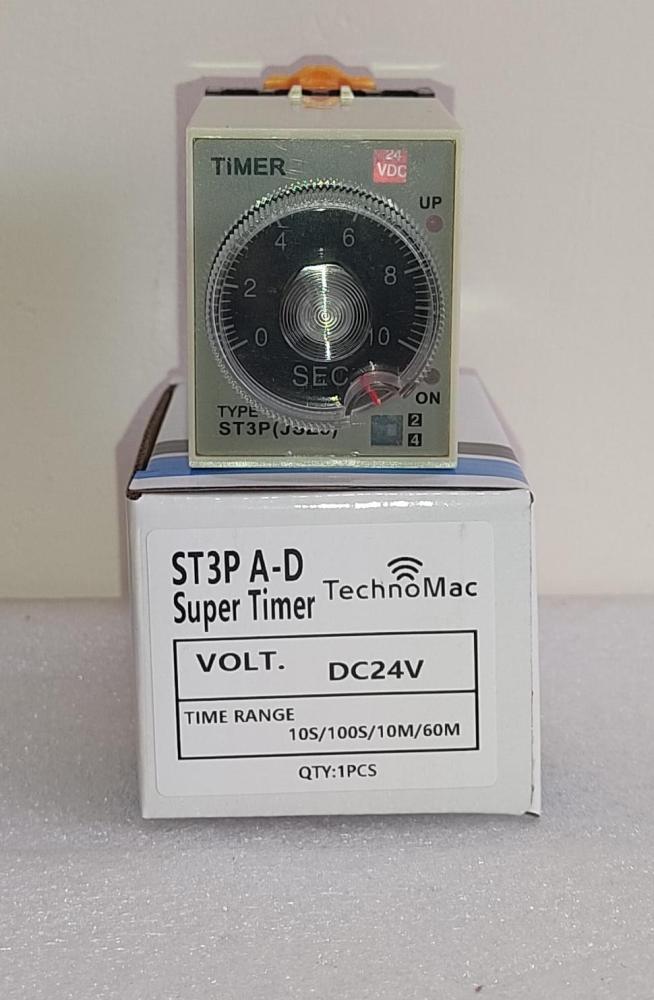 TiMER
24
VDC
UP
4 6
2 8
0 10
SEC
ON
TYPE
ST3P
2
4
ST3P A-D
Super Timer
TechnoMac
VOLT. DC24V
TIME RANGE
10S/100S/10M/60M
QTY:1PCS